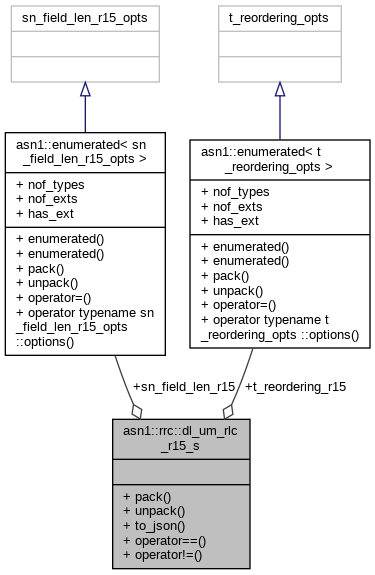 sn_field_len_r15_opts
t_reordering_opts
asn1::enumerated< sn
_field_len_r15_opts >
+ nof_types
+ nof_exts
+ has_ext
+ enumerated()
+ enumerated()
+ pack()
+ unpack()
+ operator=()
+ operator typename sn
_field_len_r15_opts
::options()
asn1::enumerated< t
_reordering_opts >
+ nof_types
+ nof_exts
+ has_ext
+ enumerated()
+ enumerated()
+ pack()
+ unpack()
+ operator=()
+ operator typename t
_reordering_opts ::options()
+sn_field_len_r15
+t_reordering_r15
asn1::rrc::dl_um_rlc
_r15_s
+ pack()
+ unpack()
+ to_json()
+ operator==()
+ operator!=()